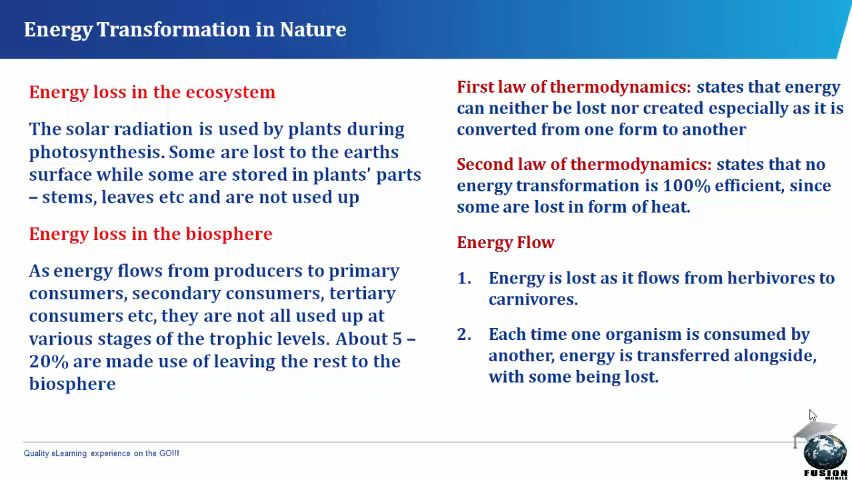 Energy Transformation in Nature
Energy loss in the ecosystem
The solar radiation is used by plants during
photosynthesis. Some are lost to the earths
surface while some are stored in plants' parts
– stems, leaves etc and are not used up
Energy loss in the biosphere
As energy flows from producers to primary
consumers, secondary consumers, tertiary
consumers etc, they are not all used up at
various stages of the trophic levels. About 5 –
20% are made use of leaving the rest to the
biosphere
First law of thermodynamics: states that energy
can neither be lost nor created especially as it is
converted from one form to another
Second law of thermodynamics: states that no
energy transformation is 100% efficient, since
some are lost in form of heat.
Energy Flow
1. Energy is lost as it flows from herbivores to
carnivores.
2. Each time one organism is consumed by
another, energy is transferred alongside,
with some being lost.
Quality eLearning experience on the GO!!!
FUSION
MOBILE